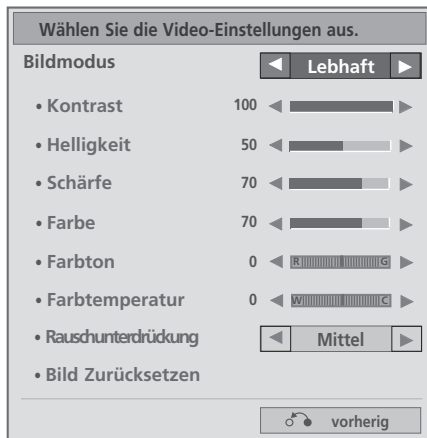 Wählen Sie die Video-Einstellungen aus.
Bildmodus ◄ Lebhaft ►
• Kontrast 100 ◄ ►
• Helligkeit 50 ◄ ►
• Schärfe 70 ◄ ►
• Farbe 70 ◄ ►
• Farbton 0 ◄ R G ►
• Farbtemperatur 0 ◄ W C ►
• Rauschunterdrückung ◄ Mittel ►
• Bild Zurücksetzen
vorherig